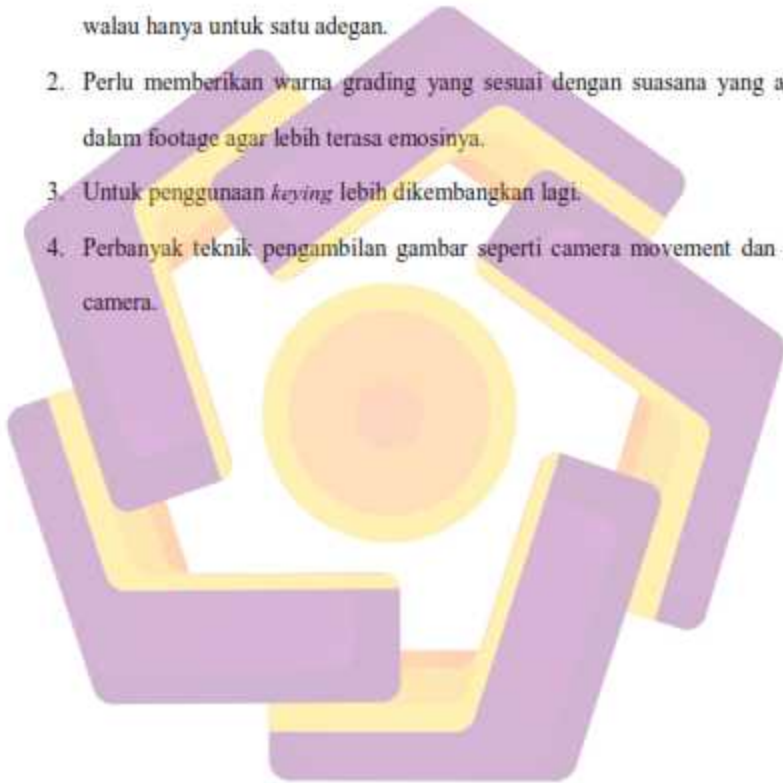 walau hanya untuk satu adegan.
2. Perlu memberikan warna grading yang sesuai dengan suasana yang
dalam footage agar lebih terasa emosinya.
3. Untuk penggunaan keying lebih dikembangkan lagi.
4. Perbanyak teknik pengambilan gambar seperti camera movement dan
camera.